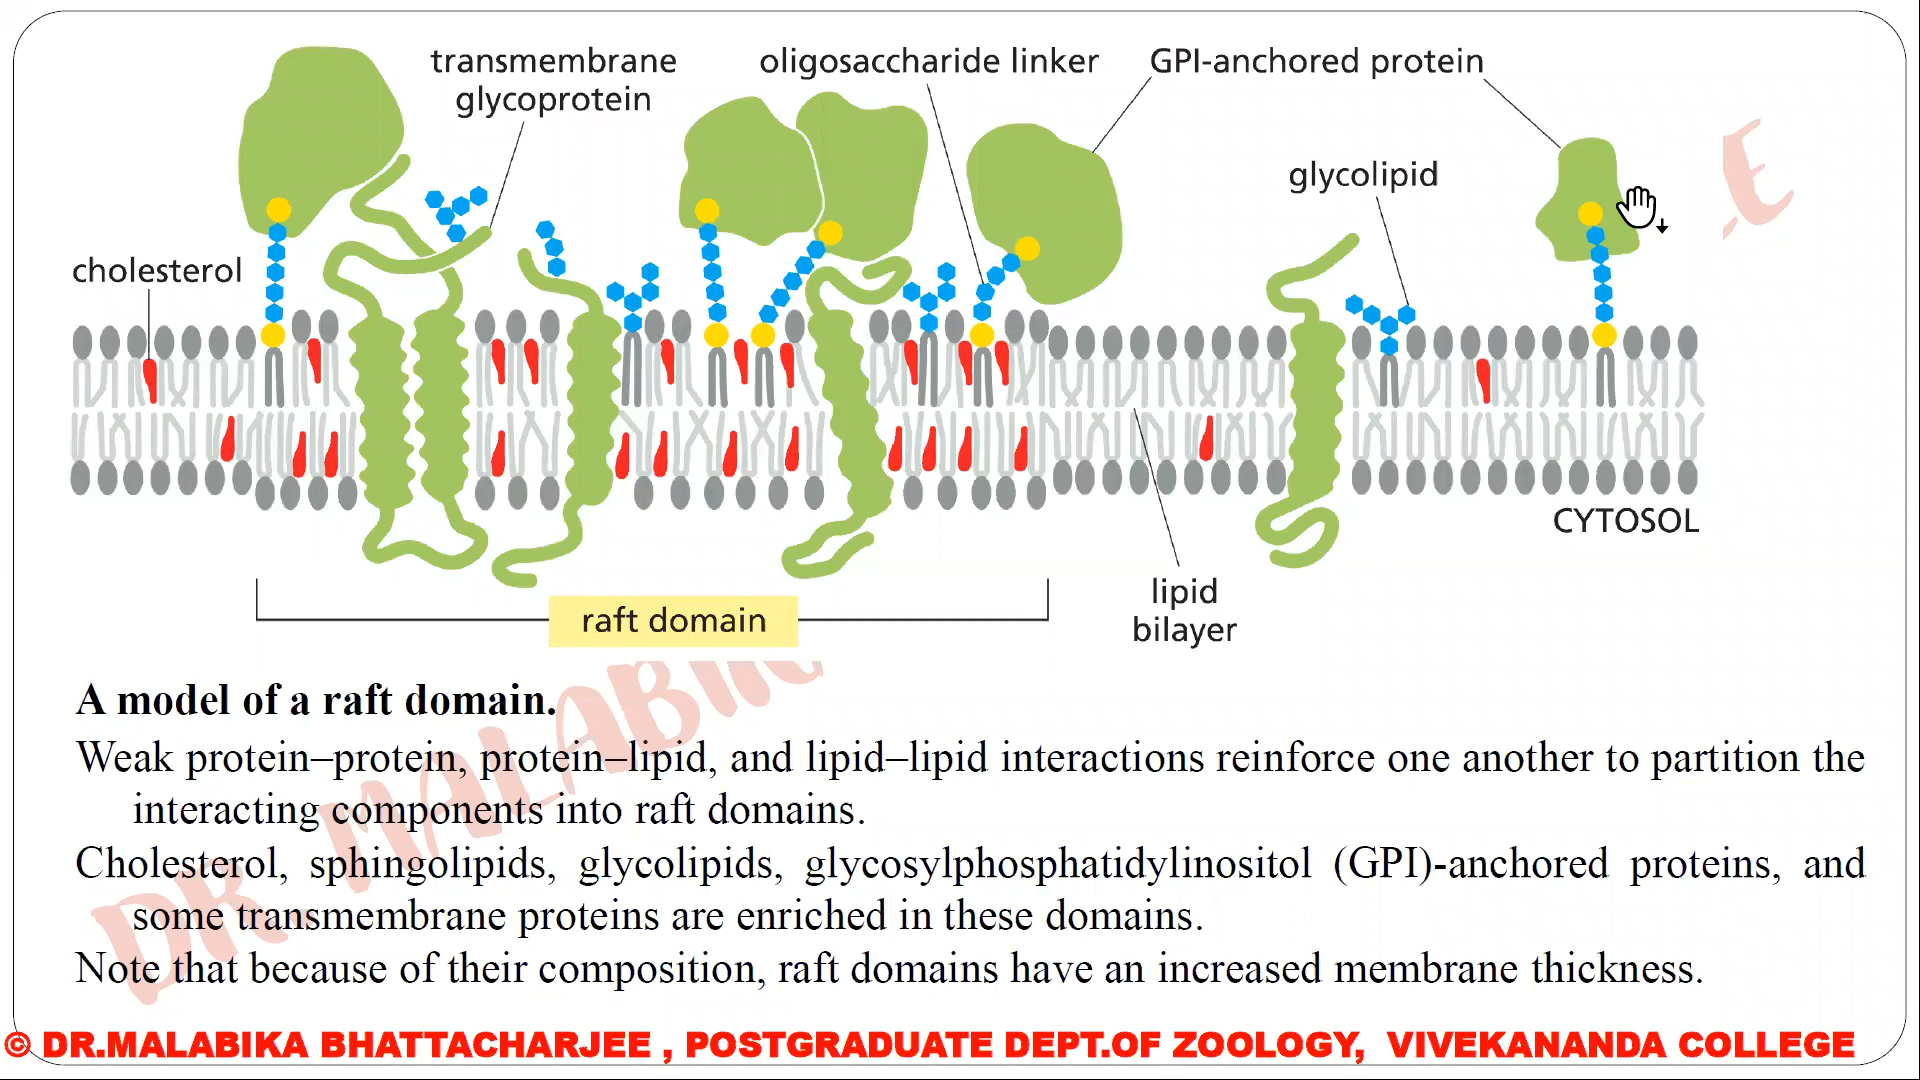 transmembrane
glycoprotein
oligosaccharide linker
GPI-anchored protein
glycolipid
cholesterol
CYTOSOL
lipid
bilayer
raft domain
A model of a raft domain.
Weak protein–protein, protein–lipid, and lipid–lipid interactions reinforce one another to partition the
interacting components into raft domains.
Cholesterol, sphingolipids, glycolipids, glycosylphosphatidylinositol (GPI)-anchored proteins, and
some transmembrane proteins are enriched in these domains.
Note that because of their composition, raft domains have an increased membrane thickness.
© DR.MALABIKA BHATTACHARJEE , POSTGRADUATE DEPT.OF ZOOLOGY, VIVEKANANDA COLLEGE